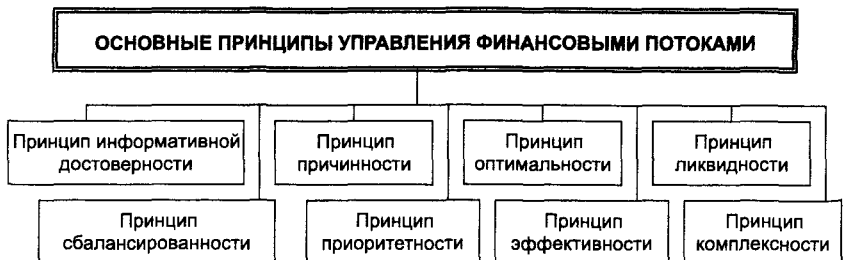 ОСНОВНЫЕ ПРИНЦИПЫ УПРАВЛЕНИЯ ФИНАНСОВЫМИ ПОТОКАМИ
Принцип информативной
достоверности
Принцип
причинности
Принцип
оптимальности
Принцип
ликвидности
Принцип
сбалансированности
Принцип
приоритетности
Принцип
эффективности
Принцип
комплексности